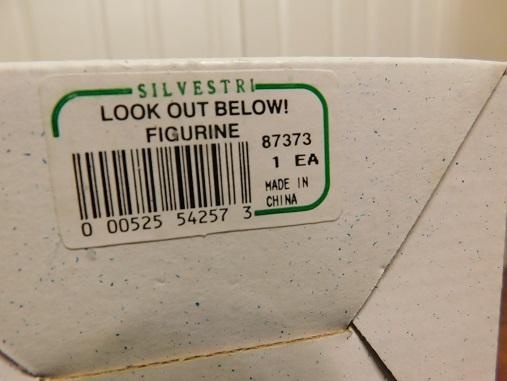 SILVESTRI
LOOK OUT BELOW!
FIGURINE
87373
1 EA
MADE IN
CHINA
0 00525 54257 3